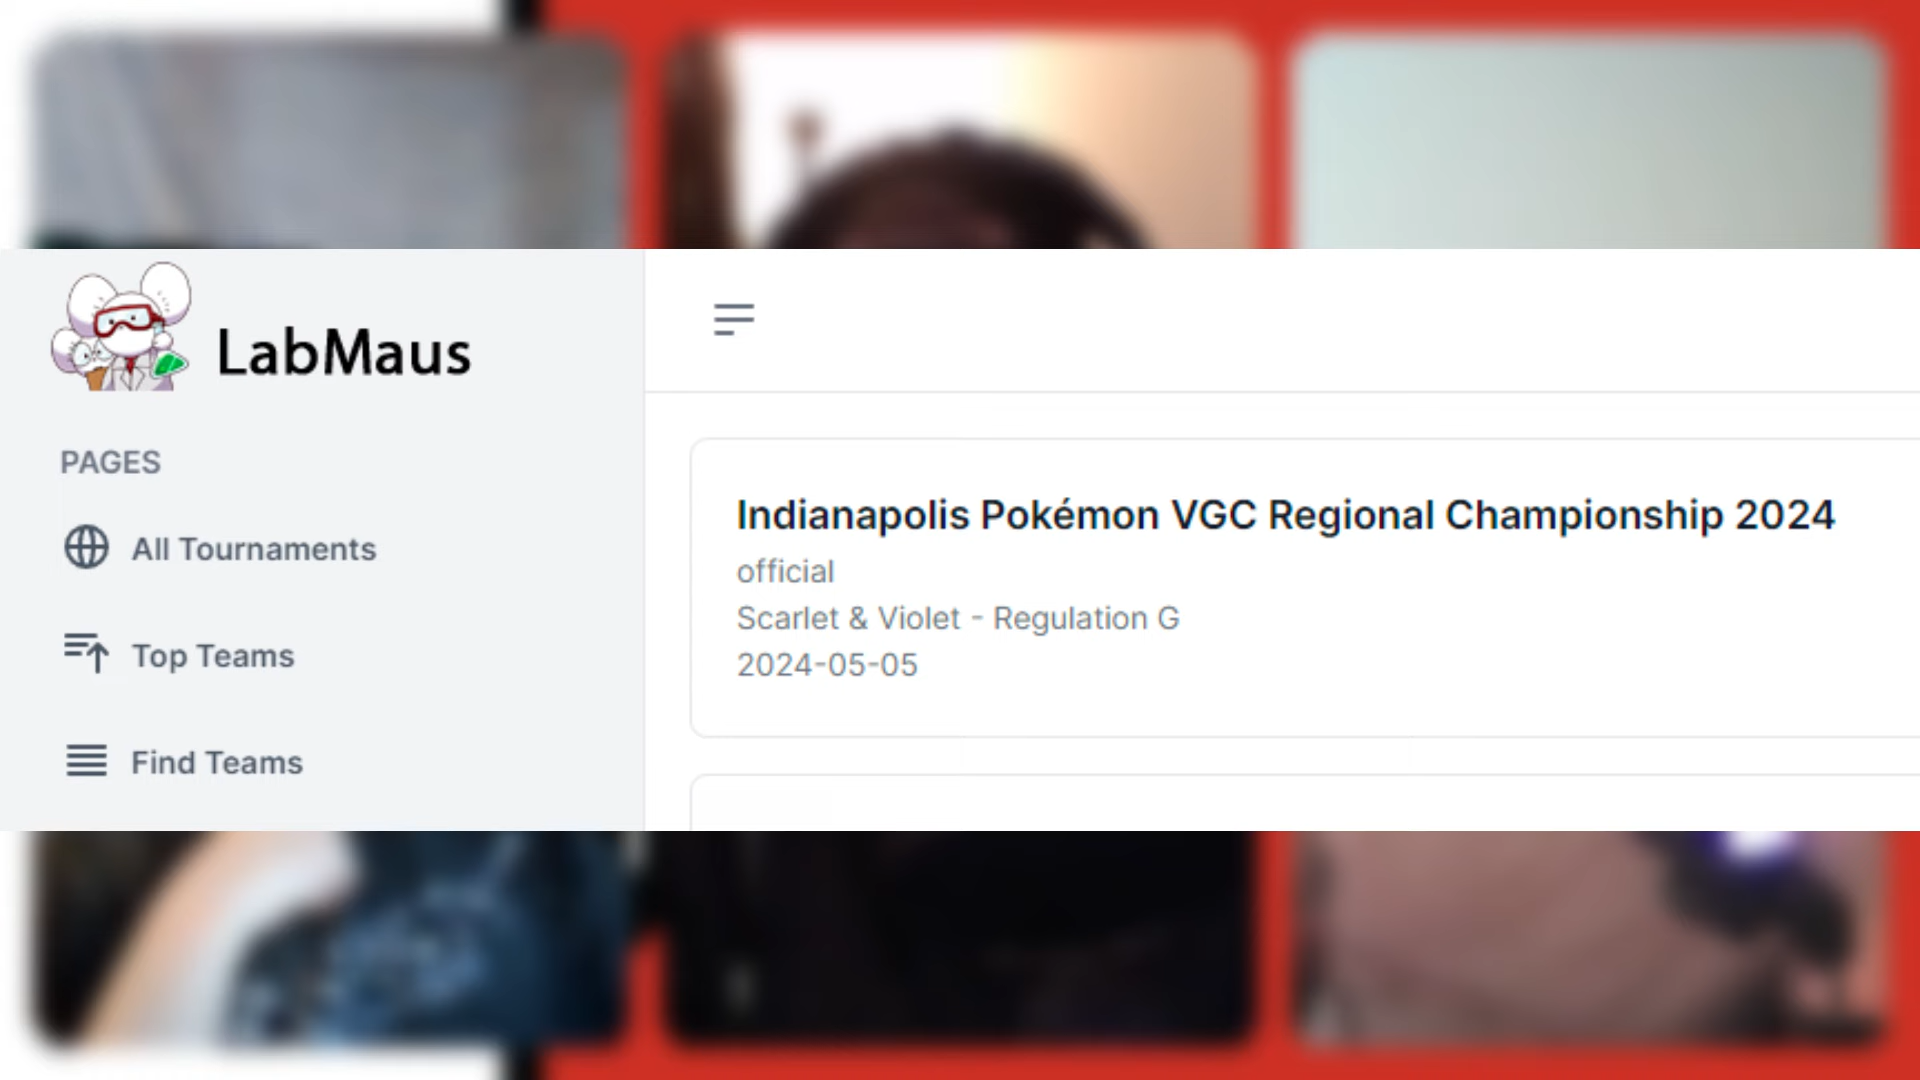 LabMaus
PAGES
All Tournaments
Top Teams
Find Teams
Indianapolis Pokémon VGC Regional Championship 2024
official
Scarlet & Violet - Regulation G
2024-05-05